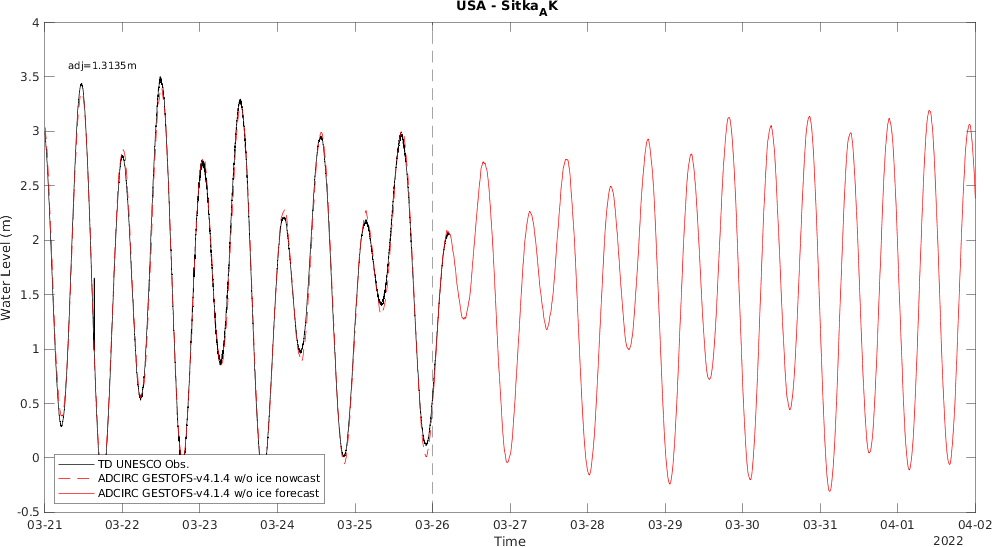 USA - Sitka_AK
adj=1.3135m
4
3.5
3
2.5
2
1.5
1
0.5
0
-0.5
Water Level (m)
TD UNESCO Obs.
ADCIRC GESTOFS-v4.1.4 w/o ice nowcast
ADCIRC GESTOFS-v4.1.4 w/o ice forecast
03-21 03-22 03-23 03-24 03-25 03-26 03-27 03-28 03-29 03-30 03-31 04-01 04-02
Time
2022